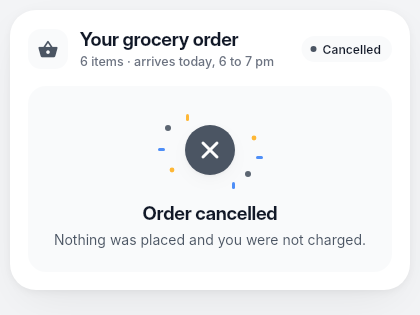 Your grocery order
6 items · arrives today, 6 to 7 pm
Cancelled
Order cancelled
Nothing was placed and you were not charged.